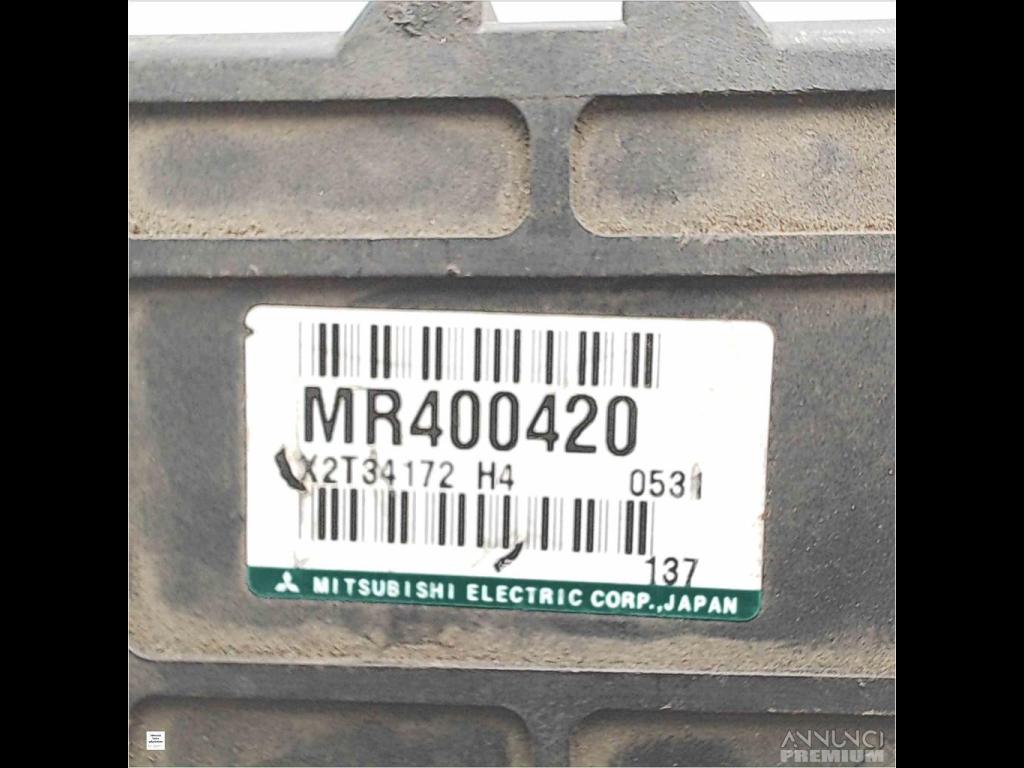 MR400420
X2T34172 H4 0531
137
MITSUBISHI ELECTRIC CORP.,JAPAN
ANNUNCI
PREMIUM